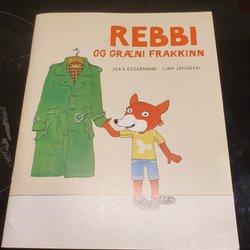 REBBI
OG GRÆNI FRAKKINN
VERA EGGERMANN LINA JANGGEN